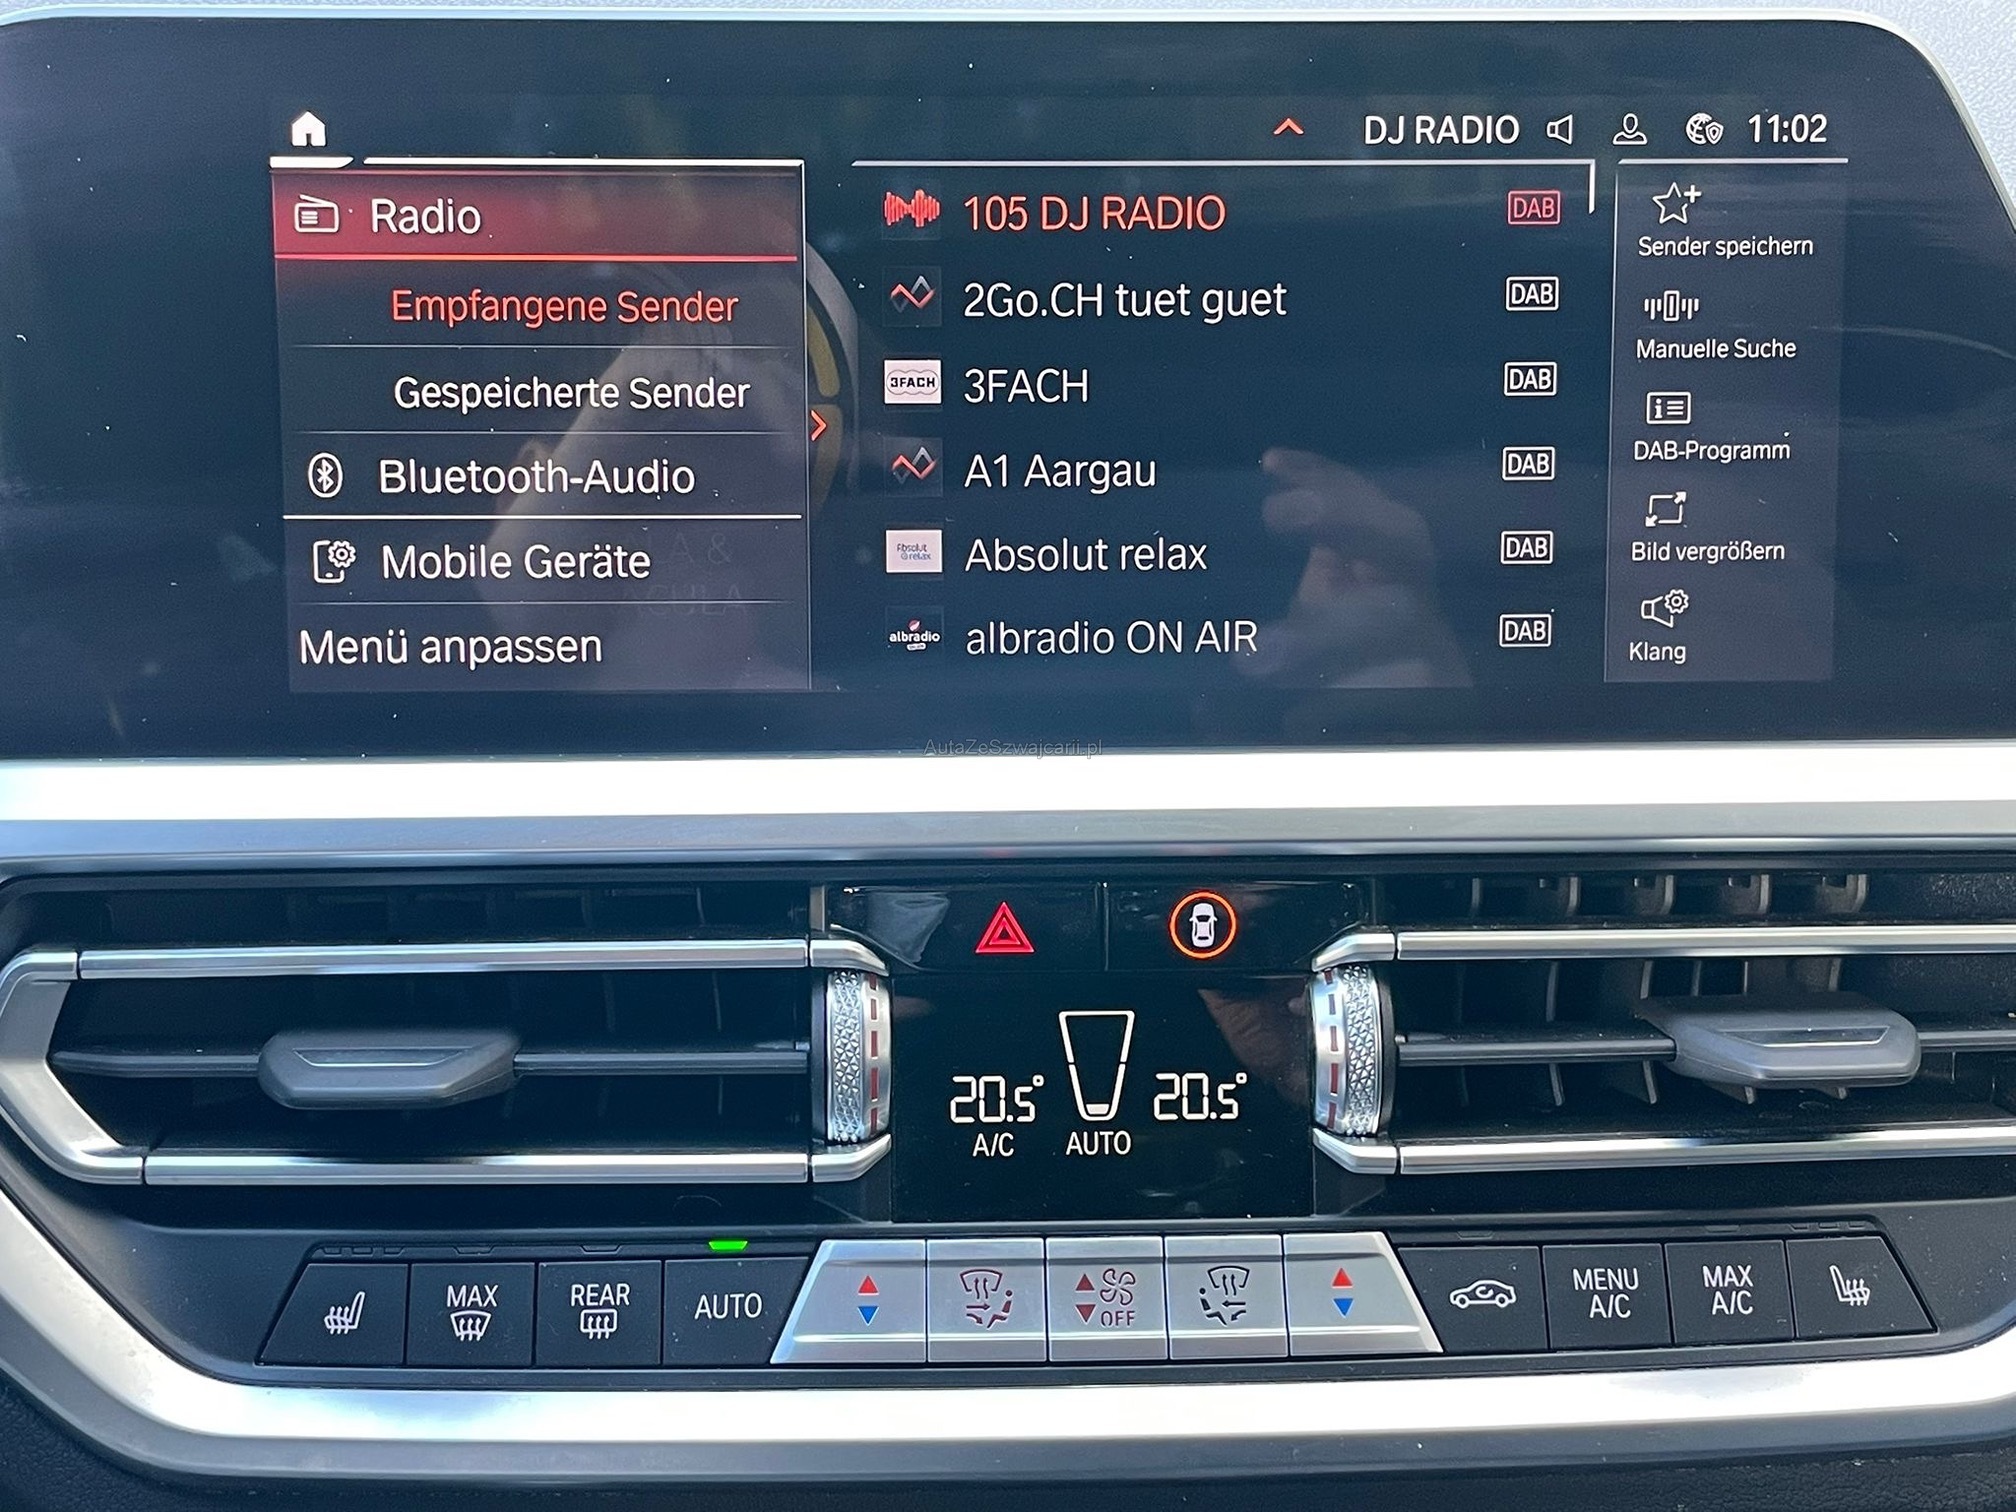 DJ RADIO 11:02
Radio
Empfangene Sender
Gespeicherte Sender
Bluetooth-Audio
Mobile Geräte
Menü anpassen
105 DJ RADIO DAB
2Go.CH tuet guet DAB
3FACH 3FACH DAB
A1 Aargau DAB
Absolut relax Absolut relax DAB
albradio albradio ON AIR DAB
Sender speichern
Manuelle Suche
DAB-Programm
Bild vergrößern
Klang
AutaZeSzwajcarii.pl
20.5° 20.5°
A/C AUTO
MAX
REAR
AUTO
OFF
MENU
A/C
MAX
A/C